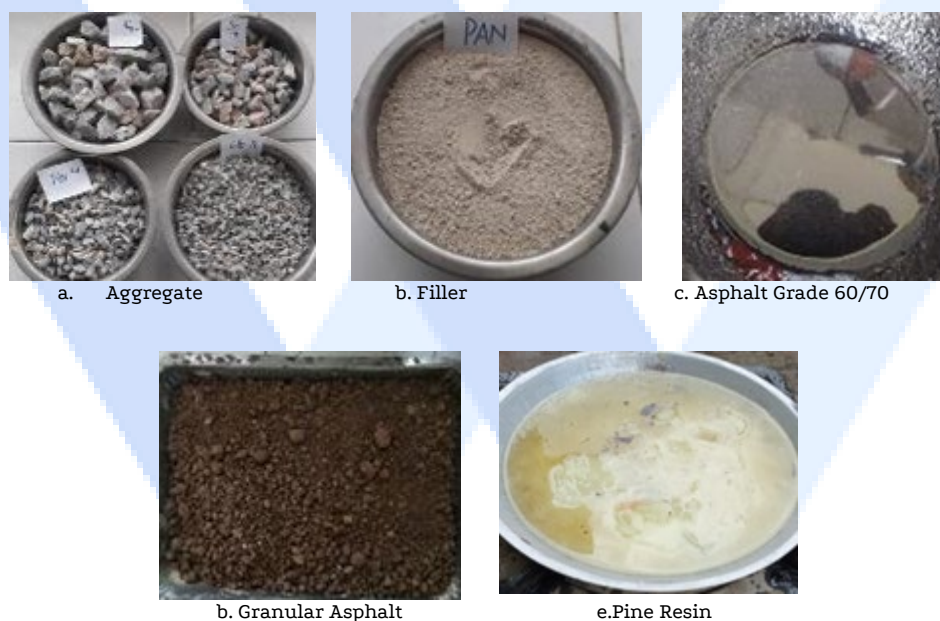 PAN
a. Aggregate
b. Filler
c. Asphalt Grade 60/70
b. Granular Asphalt
e.Pine Resin